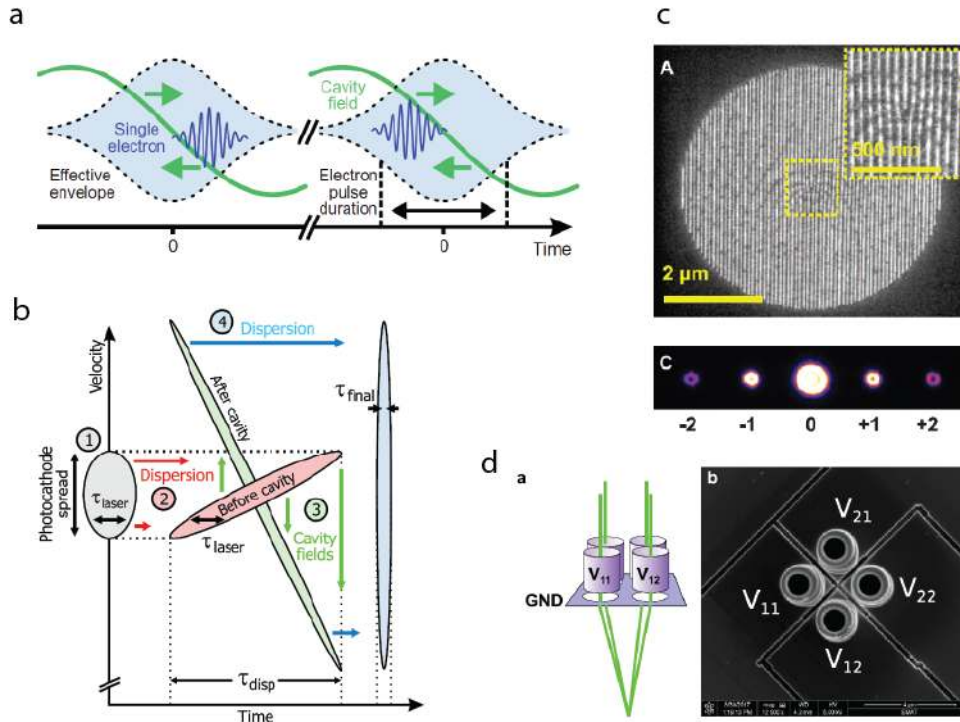 a
Cavity
field
Single
electron
Effective
envelope
Electron
pulse
duration
0
0
Time
b
Velocity
Photocathode
spread
1
τlaser
Dispersion
2
4
Dispersion
After cavity
Before cavity
τlaser
3
Cavity
fields
τfinal
τdisp
Time
c
A
500 nm
2 µm
C
-2 -1 0 +1 +2
d
a
V11 V12
GND
b
V21
V11
V22
V12